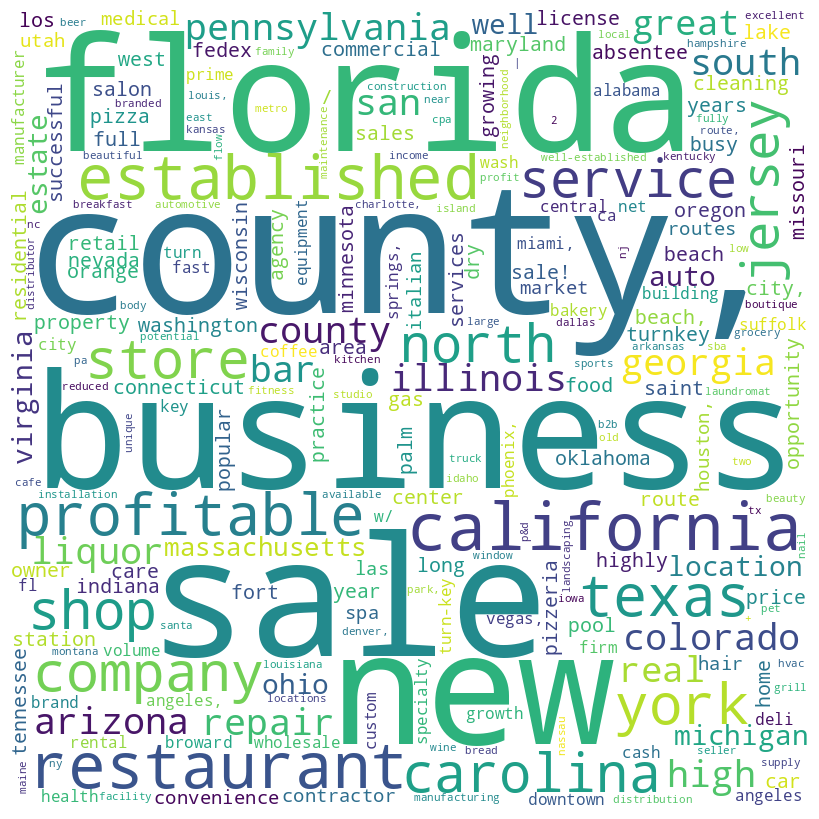 los
beer
medical
utah
pennsylvania
well
license
great
excellent
hampshire
local
fedex
commercial
maryland
absentee
lake
florida
west
prime
family
construction
near
growing
neighborhood
|
alabama
south
cleaning
manufacturer
successful
estate
salon
branded
pizza
full
metro
louis,
east
kansas
flow
/
san
sales
maintenance
cpa
2
years
busy
fully
route,
jersey
missouri
beautiful
established
income
wash
well-established
profit
service
kentucky
residential
breakfast
automotive
island
charlotte,
central
ca
net
oregon
routes
low
nc
distributor
county,
retail
nevada
orange
turn
fast
wisconsin
agency
equipment
minnesota
springs,
services
italian
dry
miami,
sale!
market
nj
beach
auto
city,
boutique
building
body
large
bakery
dallas
beach,
turnkey
suffolk
grocery
property
washington
city
potential
county
coffee
area
kitchen
north
arkansas
sba
georgia
pa
store
bar
illinois
food
sports
saint
laundromat
opportunity
virginia
reduced
connecticut
fitness
studio
gas
houston,
key
unique
popular
practice
palm
b2b
old
two
business
truck
idaho
phoenix,
oklahoma
cafe
installation
available
center
route
beauty
profitable
w/
p&d
california
tx
nail
liquor
massachusetts
long
window
landscaping
highly
location
owner
care
indiana
las
year
sale
turn-key
pizzeria
fl
fort
spa
park,
vegas,
iowa
texas
price
pet
+
shop
station
santa
denver,
pool
firm
colorado
hvac
tennessee
montana
volume
louisiana
company
ohio
locations
new
specialty
real
hair
home
grill
brand
angeles,
custom
growth
york
deli
arizona
repair
michigan
rental
broward
wholesale
wine
bread
nassau
cash
seller
maine
ny
restaurant
carolina
high
car
supply
health
facility
convenience
contractor
manufacturing
downtown
distribution
angeles